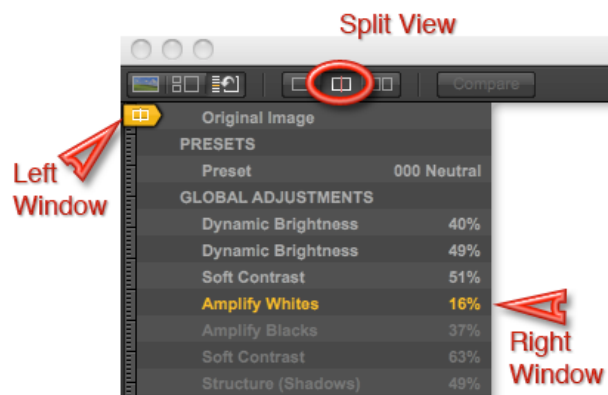 Split View
Compare
Original Image
PRESETS
Preset 000 Neutral
Left
Window
GLOBAL ADJUSTMENTS
Dynamic Brightness 40%
Dynamic Brightness 49%
Soft Contrast 51%
Amplify Whites 16%
Amplify Blacks 37%
Right
Window
Soft Contrast 63%
Structure (Shadows) 49%